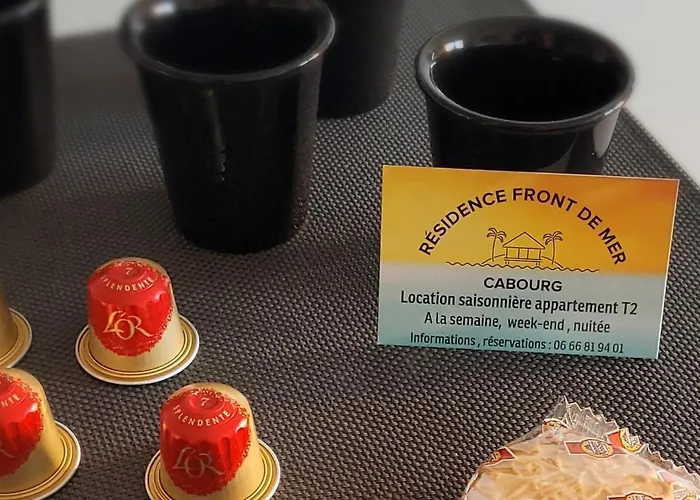 RÉSIDENCE FRONT DE MER
CABOURG
Location saisonnière appartement T2
A la semaine, week-end, nuitée
Informations, réservations : 06 66 81 94 01
7
SPLENDENTE
L'OR
7
SPLENDENTE
L'OR